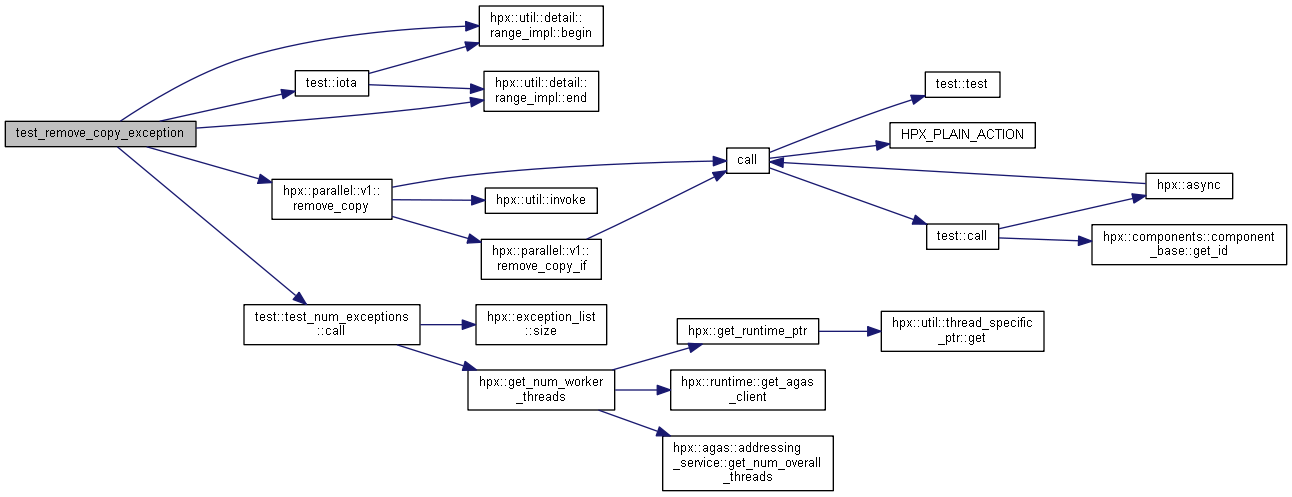 hpx::util::detail::
range_impl::begin
test::iota
hpx::util::detail::
range_impl::end
test_remove_copy_exception
hpx::parallel::v1::
remove_copy
hpx::util::invoke
hpx::parallel::v1::
remove_copy_if
call
test::test
HPX_PLAIN_ACTION
hpx::async
test::call
hpx::components::component
_base::get_id
test::test_num_exceptions
::call
hpx::exception_list
::size
hpx::get_num_worker
_threads
hpx::get_runtime_ptr
hpx::util::thread_specific
_ptr::get
hpx::runtime::get_agas
_client
hpx::agas::addressing
_service::get_num_overall
_threads